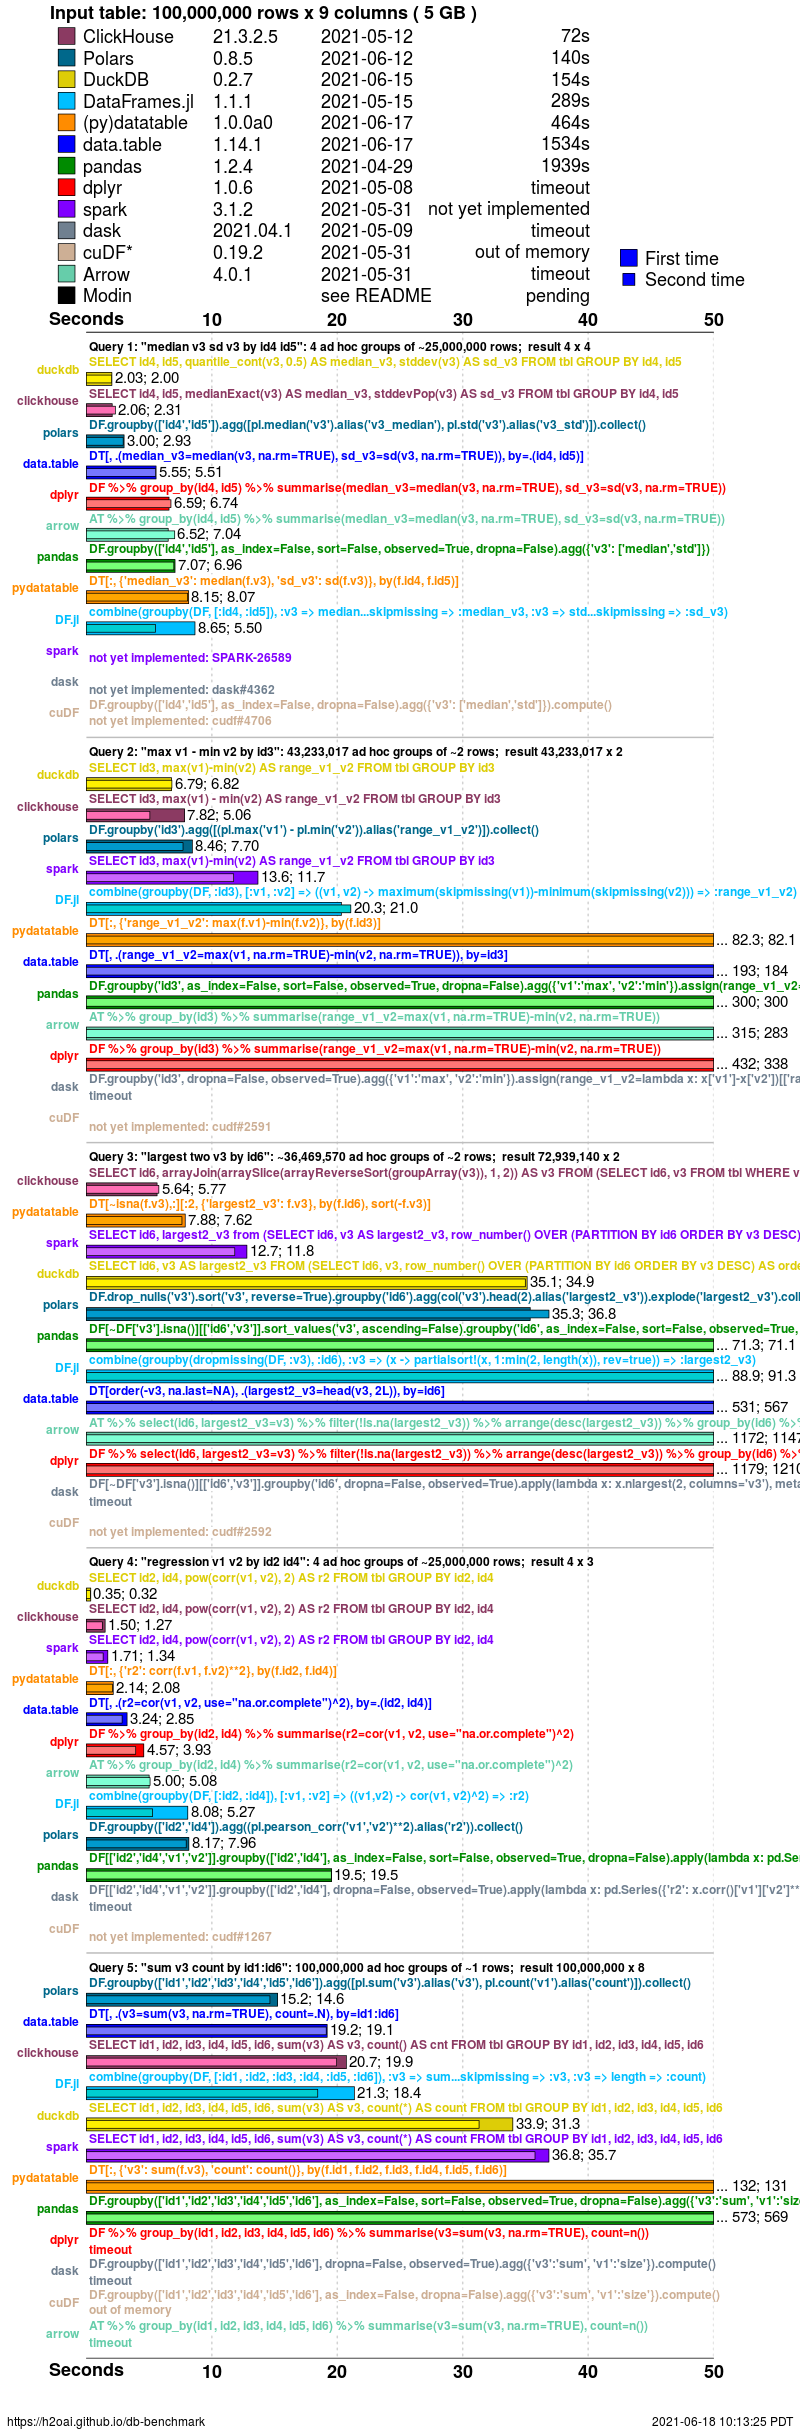 Input table: 100,000,000 rows x 9 columns ( 5 GB )
ClickHouse 21.3.2.5 2021-05-12 72s
Polars 0.8.5 2021-06-12 140s
DuckDB 0.2.7 2021-06-15 154s
DataFrames.jl 1.1.1 2021-05-15 289s
(py)datatable 1.0.0a0 2021-06-17 464s
data.table 1.14.1 2021-06-17 1534s
pandas 1.2.4 2021-04-29 1939s
dplyr 1.0.6 2021-05-08 timeout
spark 3.1.2 2021-05-31 not yet implemented
dask 2021.04.1 2021-05-09 timeout
cuDF* 0.19.2 2021-05-31 out of memory
Arrow 4.0.1 2021-05-31 timeout
Modin see README pending
First time
Second time
Seconds 10 20 30 40 50
Query 1: "median v3 sd v3 by id4 id5": 4 ad hoc groups of ~25,000,000 rows; result 4 x 4
SELECT id4, id5, quantile_cont(v3, 0.5) AS median_v3, stddev(v3) AS sd_v3 FROM tbl GROUP BY id4, id5
duckdb 2.03; 2.00
SELECT id4, id5, medianExact(v3) AS median_v3, stddevPop(v3) AS sd_v3 FROM tbl GROUP BY id4, id5
clickhouse 2.06; 2.31
DF.groupby(['id4','id5']).agg([pl.median('v3').alias('v3_median'), pl.std('v3').alias('v3_std')]).collect()
polars 3.00; 2.93
DT[, .(median_v3=median(v3, na.rm=TRUE), sd_v3=sd(v3, na.rm=TRUE)), by=.(id4, id5)]
data.table 5.55; 5.51
DF %>% group_by(id4, id5) %>% summarise(median_v3=median(v3, na.rm=TRUE), sd_v3=sd(v3, na.rm=TRUE))
dplyr 6.59; 6.74
AT %>% group_by(id4, id5) %>% summarise(median_v3=median(v3, na.rm=TRUE), sd_v3=sd(v3, na.rm=TRUE))
arrow 6.52; 7.04
DF.groupby(['id4','id5'], as_index=False, sort=False, observed=True, dropna=False).agg({'v3': ['median','std']})
pandas 7.07; 6.96
DT[:, {'median_v3': median(f.v3), 'sd_v3': sd(f.v3)}, by(f.id4, f.id5)]
pydatatable 8.15; 8.07
combine(groupby(DF, [:id4, :id5]), :v3 => median...skipmissing => :median_v3, :v3 => std...skipmissing => :sd_v3)
DF.jl 8.65; 5.50
spark not yet implemented: SPARK-26589
dask not yet implemented: dask#4362
DF.groupby(['id4','id5'], as_index=False, dropna=False).agg({'v3': ['median','std']}).compute()
cuDF not yet implemented: cudf#4706
Query 2: "max v1 - min v2 by id3": 43,233,017 ad hoc groups of ~2 rows; result 43,233,017 x 2
SELECT id3, max(v1)-min(v2) AS range_v1_v2 FROM tbl GROUP BY id3
duckdb 6.79; 6.82
SELECT id3, max(v1) - min(v2) AS range_v1_v2 FROM tbl GROUP BY id3
clickhouse 7.82; 5.06
DF.groupby('id3').agg([(pl.max('v1') - pl.min('v2')).alias('range_v1_v2')]).collect()
polars 8.46; 7.70
SELECT id3, max(v1)-min(v2) AS range_v1_v2 FROM tbl GROUP BY id3
spark 13.6; 11.7
combine(groupby(DF, :id3), [:v1, :v2] => ((v1, v2) -> maximum(skipmissing(v1))-minimum(skipmissing(v2))) => :range_v1_v2)
DF.jl 20.3; 21.0
DT[:, {'range_v1_v2': max(f.v1)-min(f.v2)}, by(f.id3)]
pydatatable ... 82.3; 82.1
DT[, .(range_v1_v2=max(v1, na.rm=TRUE)-min(v2, na.rm=TRUE)), by=id3]
data.table ... 193; 184
DF.groupby('id3', as_index=False, sort=False, observed=True, dropna=False).agg({'v1':'max', 'v2':'min'}).assign(range_v1_v2=
pandas ... 300; 300
AT %>% group_by(id3) %>% summarise(range_v1_v2=max(v1, na.rm=TRUE)-min(v2, na.rm=TRUE))
arrow ... 315; 283
DF %>% group_by(id3) %>% summarise(range_v1_v2=max(v1, na.rm=TRUE)-min(v2, na.rm=TRUE))
dplyr ... 432; 338
DF.groupby('id3', dropna=False, observed=True).agg({'v1':'max', 'v2':'min'}).assign(range_v1_v2=lambda x: x['v1']-x['v2'])[['ra
dask timeout
cuDF not yet implemented: cudf#2591
Query 3: "largest two v3 by id6": ~36,469,570 ad hoc groups of ~2 rows; result 72,939,140 x 2
SELECT id6, arrayJoin(arraySlice(arrayReverseSort(groupArray(v3)), 1, 2)) AS v3 FROM (SELECT id6, v3 FROM tbl WHERE v
clickhouse 5.64; 5.77
DT[~isna(f.v3),:][:2, {'largest2_v3': f.v3}, by(f.id6), sort(-f.v3)]
pydatatable 7.88; 7.62
SELECT id6, largest2_v3 from (SELECT id6, v3 AS largest2_v3, row_number() OVER (PARTITION BY id6 ORDER BY v3 DESC)
spark 12.7; 11.8
SELECT id6, v3 AS largest2_v3 FROM (SELECT id6, v3, row_number() OVER (PARTITION BY id6 ORDER BY v3 DESC) AS orde
duckdb 35.1; 34.9
DF.drop_nulls('v3').sort('v3', reverse=True).groupby('id6').agg(col('v3').head(2).alias('largest2_v3')).explode('largest2_v3').coll
polars 35.3; 36.8
DF[~DF['v3'].isna()][['id6','v3']].sort_values('v3', ascending=False).groupby('id6', as_index=False, sort=False, observed=True,
pandas ... 71.3; 71.1
combine(groupby(dropmissing(DF, :v3), :id6), :v3 => (x -> partialsort!(x, 1:min(2, length(x)), rev=true)) => :largest2_v3)
DF.jl ... 88.9; 91.3
DT[order(-v3, na.last=NA), .(largest2_v3=head(v3, 2L)), by=id6]
data.table ... 531; 567
AT %>% select(id6, largest2_v3=v3) %>% filter(!is.na(largest2_v3)) %>% arrange(desc(largest2_v3)) %>% group_by(id6) %>%
arrow ... 1172; 1147
DF %>% select(id6, largest2_v3=v3) %>% filter(!is.na(largest2_v3)) %>% arrange(desc(largest2_v3)) %>% group_by(id6) %>%
dplyr ... 1179; 1210
DF[~DF['v3'].isna()][['id6','v3']].groupby('id6', dropna=False, observed=True).apply(lambda x: x.nlargest(2, columns='v3'), meta
dask timeout
cuDF not yet implemented: cudf#2592
Query 4: "regression v1 v2 by id2 id4": 4 ad hoc groups of ~25,000,000 rows; result 4 x 3
SELECT id2, id4, pow(corr(v1, v2), 2) AS r2 FROM tbl GROUP BY id2, id4
duckdb 0.35; 0.32
SELECT id2, id4, pow(corr(v1, v2), 2) AS r2 FROM tbl GROUP BY id2, id4
clickhouse 1.50; 1.27
SELECT id2, id4, pow(corr(v1, v2), 2) AS r2 FROM tbl GROUP BY id2, id4
spark 1.71; 1.34
DT[:, {'r2': corr(f.v1, f.v2)**2}, by(f.id2, f.id4)]
pydatatable 2.14; 2.08
DT[, .(r2=cor(v1, v2, use="na.or.complete")^2), by=.(id2, id4)]
data.table 3.24; 2.85
DF %>% group_by(id2, id4) %>% summarise(r2=cor(v1, v2, use="na.or.complete")^2)
dplyr 4.57; 3.93
AT %>% group_by(id2, id4) %>% summarise(r2=cor(v1, v2, use="na.or.complete")^2)
arrow 5.00; 5.08
combine(groupby(DF, [:id2, :id4]), [:v1, :v2] => ((v1,v2) -> cor(v1, v2)^2) => :r2)
DF.jl 8.08; 5.27
DF.groupby(['id2','id4']).agg((pl.pearson_corr('v1','v2')**2).alias('r2')).collect()
polars 8.17; 7.96
DF[['id2','id4','v1','v2']].groupby(['id2','id4'], as_index=False, sort=False, observed=True, dropna=False).apply(lambda x: pd.Ser
pandas 19.5; 19.5
DF[['id2','id4','v1','v2']].groupby(['id2','id4'], dropna=False, observed=True).apply(lambda x: pd.Series({'r2': x.corr()['v1']['v2']**
dask timeout
cuDF not yet implemented: cudf#1267
Query 5: "sum v3 count by id1:id6": 100,000,000 ad hoc groups of ~1 rows; result 100,000,000 x 8
DF.groupby(['id1','id2','id3','id4','id5','id6']).agg([pl.sum('v3').alias('v3'), pl.count('v1').alias('count')]).collect()
polars 15.2; 14.6
DT[, .(v3=sum(v3, na.rm=TRUE), count=.N), by=id1:id6]
data.table 19.2; 19.1
SELECT id1, id2, id3, id4, id5, id6, sum(v3) AS v3, count() AS cnt FROM tbl GROUP BY id1, id2, id3, id4, id5, id6
clickhouse 20.7; 19.9
combine(groupby(DF, [:id1, :id2, :id3, :id4, :id5, :id6]), :v3 => sum...skipmissing => :v3, :v3 => length => :count)
DF.jl 21.3; 18.4
SELECT id1, id2, id3, id4, id5, id6, sum(v3) AS v3, count(*) AS count FROM tbl GROUP BY id1, id2, id3, id4, id5, id6
duckdb 33.9; 31.3
SELECT id1, id2, id3, id4, id5, id6, sum(v3) AS v3, count(*) AS count FROM tbl GROUP BY id1, id2, id3, id4, id5, id6
spark 36.8; 35.7
DT[:, {'v3': sum(f.v3), 'count': count()}, by(f.id1, f.id2, f.id3, f.id4, f.id5, f.id6)]
pydatatable ... 132; 131
DF.groupby(['id1','id2','id3','id4','id5','id6'], as_index=False, sort=False, observed=True, dropna=False).agg({'v3':'sum', 'v1':'size
pandas ... 573; 569
DF %>% group_by(id1, id2, id3, id4, id5, id6) %>% summarise(v3=sum(v3, na.rm=TRUE), count=n())
dplyr timeout
DF.groupby(['id1','id2','id3','id4','id5','id6'], dropna=False, observed=True).agg({'v3':'sum', 'v1':'size'}).compute()
dask timeout
DF.groupby(['id1','id2','id3','id4','id5','id6'], as_index=False, dropna=False).agg({'v3':'sum', 'v1':'size'}).compute()
cuDF out of memory
AT %>% group_by(id1, id2, id3, id4, id5, id6) %>% summarise(v3=sum(v3, na.rm=TRUE), count=n())
arrow timeout
Seconds 10 20 30 40 50
https://h2oai.github.io/db-benchmark 2021-06-18 10:13:25 PDT